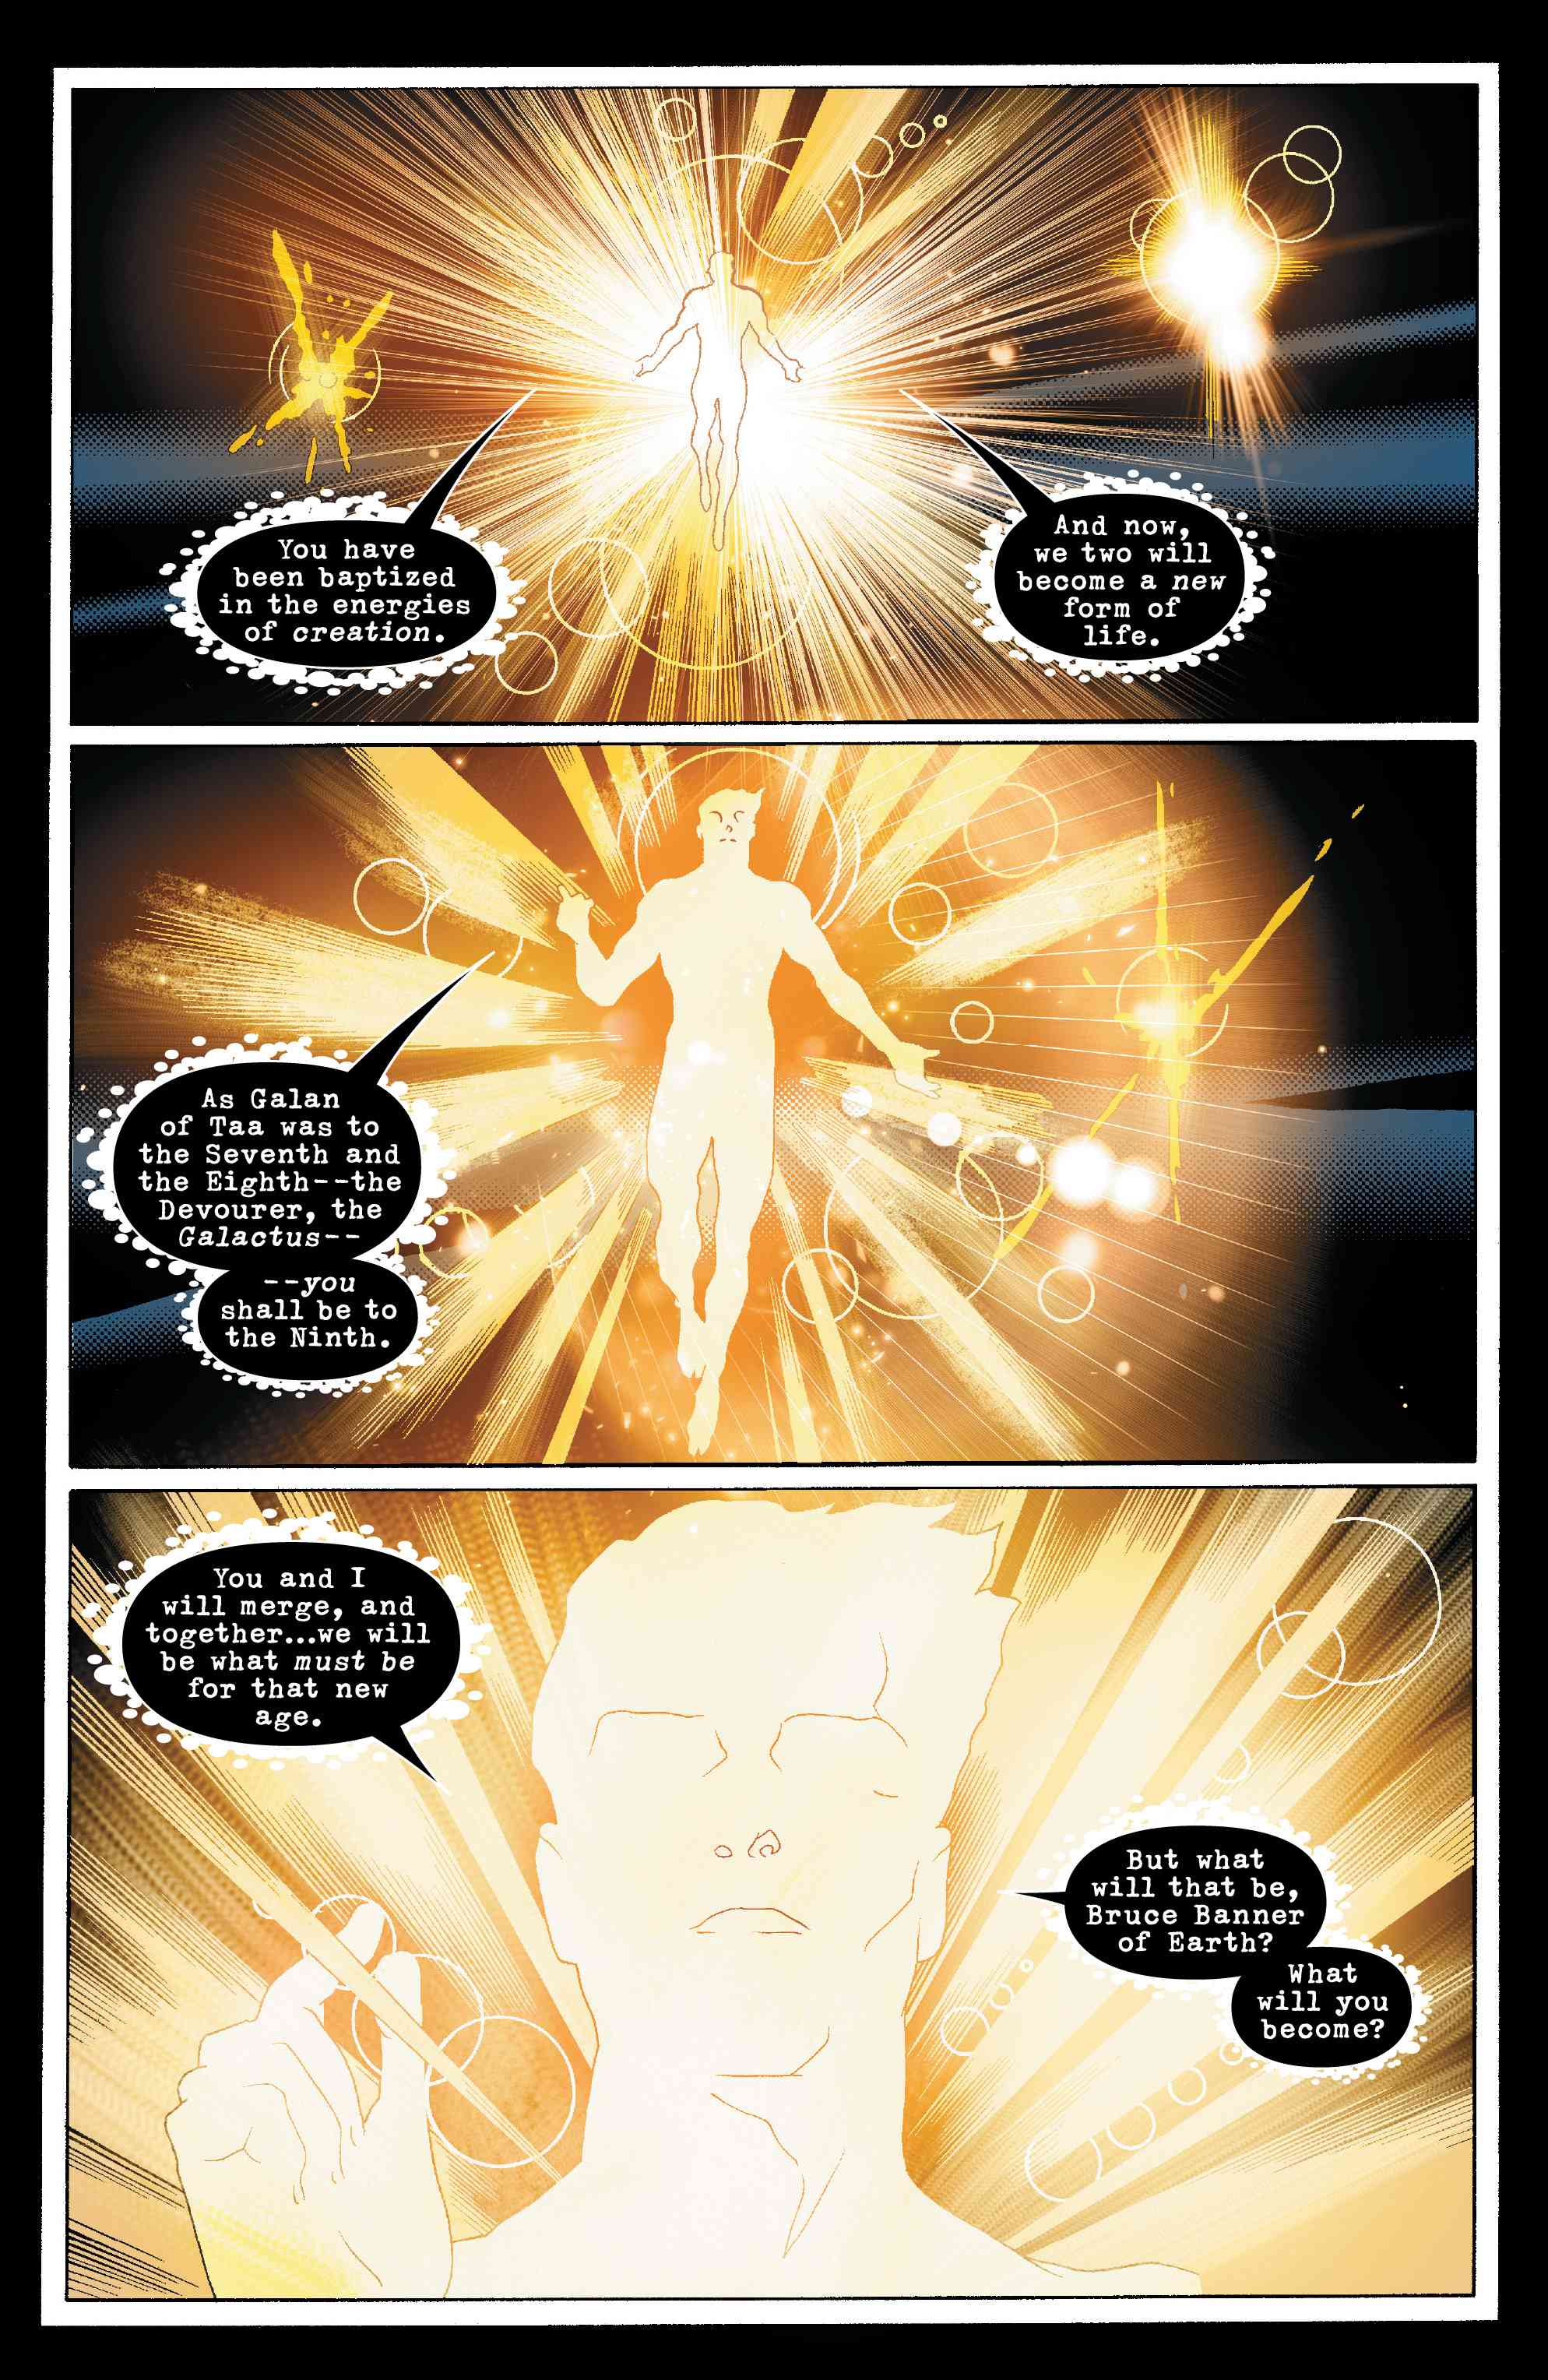 You have
been baptized
in the energies
of creation.
And now,
we two will
become a new
form of
life.
As Galan
of Taa was to
the Seventh and
the Eighth--the
Devourer, the
Galactus--
--you
shall be to
the Ninth.
You and I
will merge, and
together...we will
be what must be
for that new
age.
But what
will that be,
Bruce Banner
of Earth?
What
will you
become?